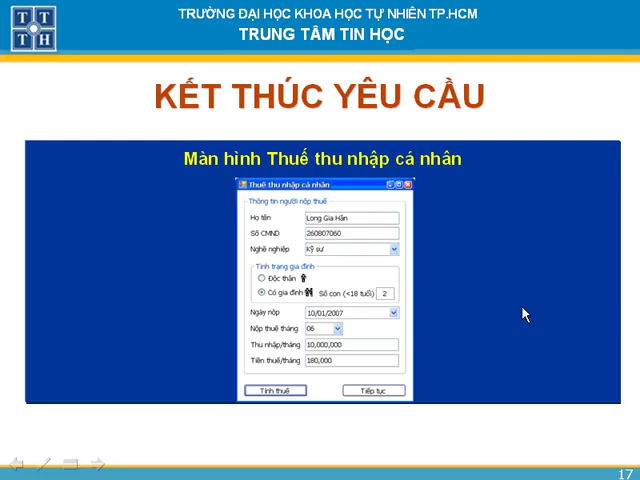 TRƯỜNG ĐẠI HỌC KHOA HỌC TỰ NHIÊN TP.HCM
TRUNG TÂM TIN HỌC
T T
T H
KẾT THÚC YÊU CẦU
Màn hình Thuế thu nhập cá nhân
Thuế thu nhập cá nhân
Thông tin người nộp thuế
Họ tên Long Gia Hân
Số CMND 260807060
Nghề nghiệp Kỹ sư
Tình trạng gia đình
Độc thân
Có gia đình Số con (<18 tuổi) 2
Ngày nộp 10/01/2007
Nộp thuế tháng 06
Thu nhập/tháng 10,000,000
Tiền thuế/tháng 180,000
Tính thuế Tiếp tục
17